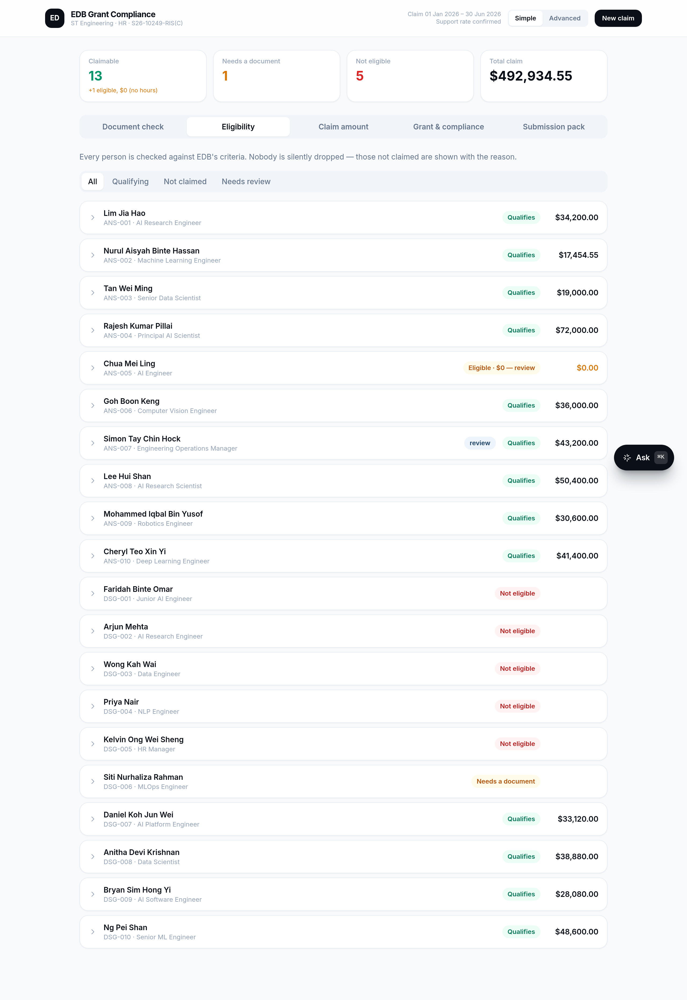 ED
EDB Grant Compliance
ST Engineering · HR · S26-10249-RIS(C)
Claim 01 Jan 2026 – 30 Jun 2026
Support rate confirmed
Simple
Advanced
New claim
Claimable
13
+1 eligible, $0 (no hours)
Needs a document
1
Not eligible
5
Total claim
$492,934.55
Document check
Eligibility
Claim amount
Grant & compliance
Submission pack
Every person is checked against EDB's criteria. Nobody is silently dropped — those not claimed are shown with the reason.
All
Qualifying
Not claimed
Needs review
Lim Jia Hao
ANS-001 · AI Research Engineer
Qualifies
$34,200.00
Nurul Aisyah Binte Hassan
ANS-002 · Machine Learning Engineer
Qualifies
$17,454.55
Tan Wei Ming
ANS-003 · Senior Data Scientist
Qualifies
$19,000.00
Rajesh Kumar Pillai
ANS-004 · Principal AI Scientist
Qualifies
$72,000.00
Chua Mei Ling
ANS-005 · AI Engineer
Eligible · $0 — review
$0.00
Goh Boon Keng
ANS-006 · Computer Vision Engineer
Qualifies
$36,000.00
Simon Tay Chin Hock
ANS-007 · Engineering Operations Manager
review
Qualifies
$43,200.00
Ask ⌘K
Lee Hui Shan
ANS-008 · AI Research Scientist
Qualifies
$50,400.00
Mohammed Iqbal Bin Yusof
ANS-009 · Robotics Engineer
Qualifies
$30,600.00
Cheryl Teo Xin Yi
ANS-010 · Deep Learning Engineer
Qualifies
$41,400.00
Faridah Binte Omar
DSG-001 · Junior AI Engineer
Not eligible
Arjun Mehta
DSG-002 · AI Research Engineer
Not eligible
Wong Kah Wai
DSG-003 · Data Engineer
Not eligible
Priya Nair
DSG-004 · NLP Engineer
Not eligible
Kelvin Ong Wei Sheng
DSG-005 · HR Manager
Not eligible
Siti Nurhaliza Rahman
DSG-006 · MLOps Engineer
Needs a document
Daniel Koh Jun Wei
DSG-007 · AI Platform Engineer
Qualifies
$33,120.00
Anitha Devi Krishnan
DSG-008 · Data Scientist
Qualifies
$38,880.00
Bryan Sim Hong Yi
DSG-009 · AI Software Engineer
Qualifies
$28,080.00
Ng Pei Shan
DSG-010 · Senior ML Engineer
Qualifies
$48,600.00